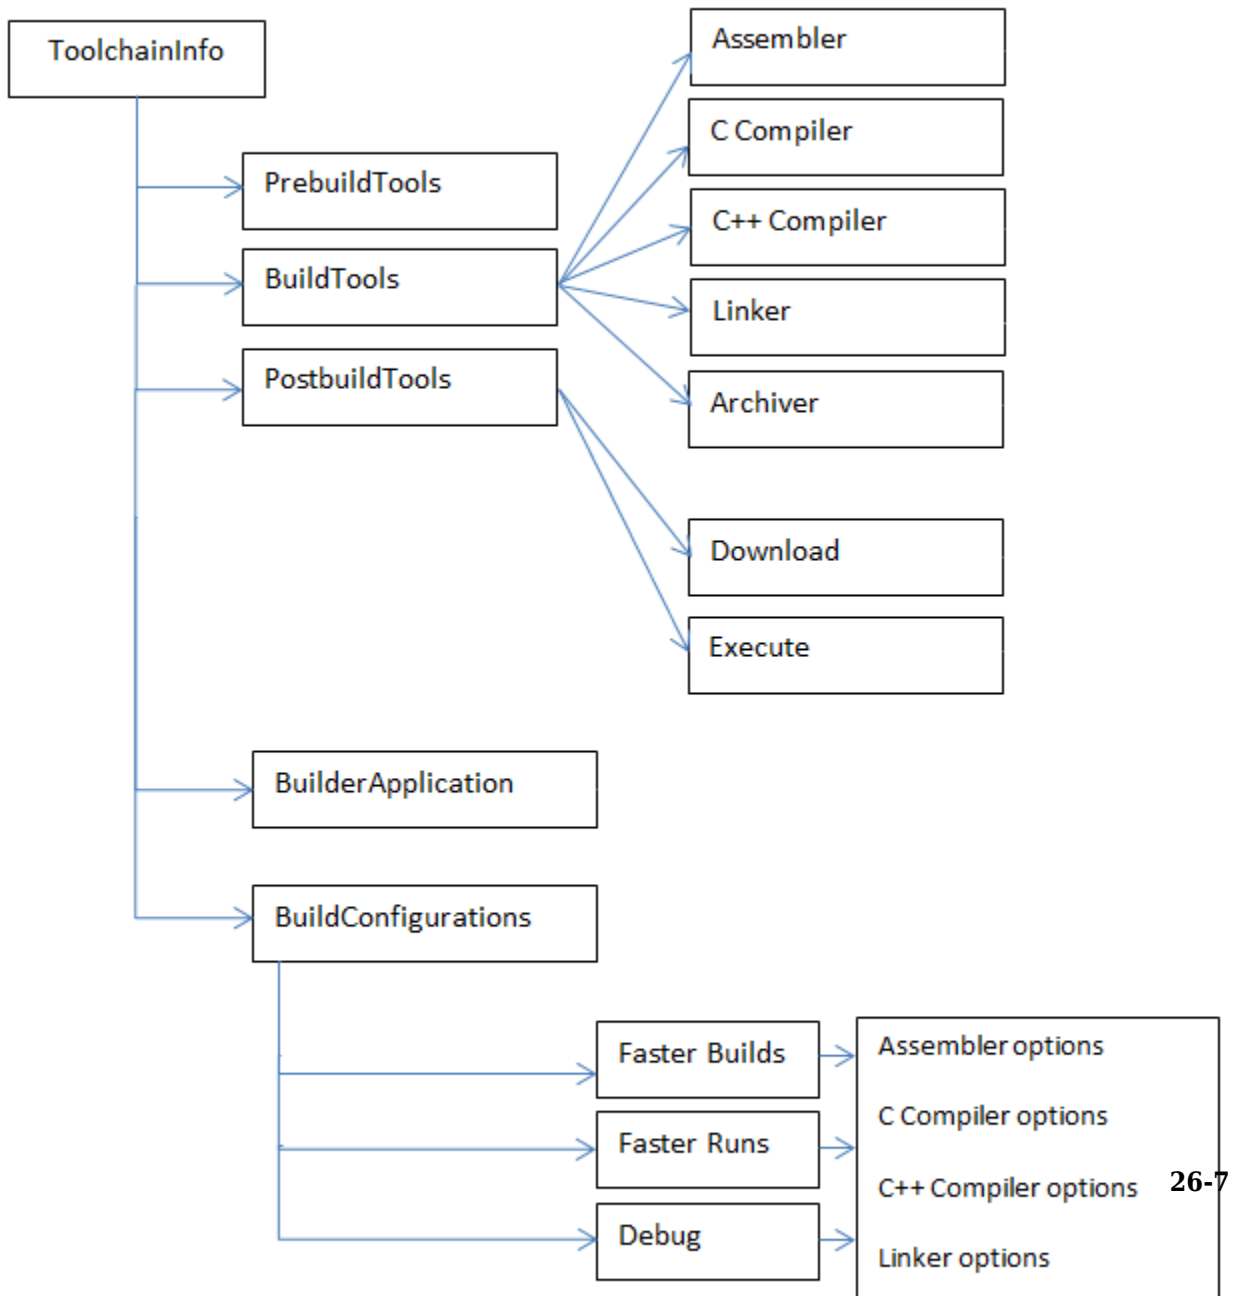 ToolchainInfo
Assembler
C Compiler
PrebuildTools
C++ Compiler
BuildTools
Linker
PostbuildTools
Archiver
Download
Execute
BuilderApplication
BuildConfigurations
Faster Builds
Assembler options
C Compiler options
Faster Runs
C++ Compiler options
26-7
Debug
Linker options